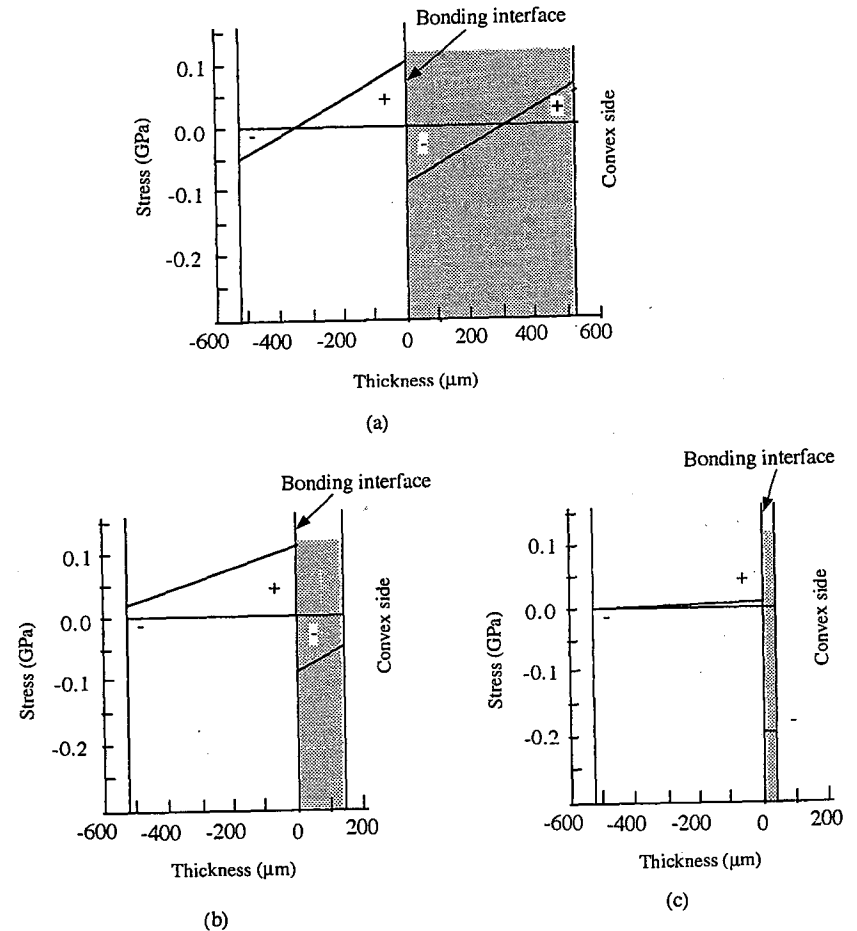 Bonding interface
0.1
0.0
-0.1
-0.2
Stress (GPa)
+
-
-
+
Convex side
-600 -400 -200 0 200 400 600
Thickness (μm)
(a)
Bonding interface
0.1
0.0
-0.1
-0.2
Stress (GPa)
+
-
-
Convex side
-600 -400 -200 0 200
Thickness (μm)
(b)
Bonding interface
0.1
0.0
-0.1
-0.2
Stress (GPa)
+
-
-
Convex side
-600 -400 -200 0 200
Thickness (μm)
(c)